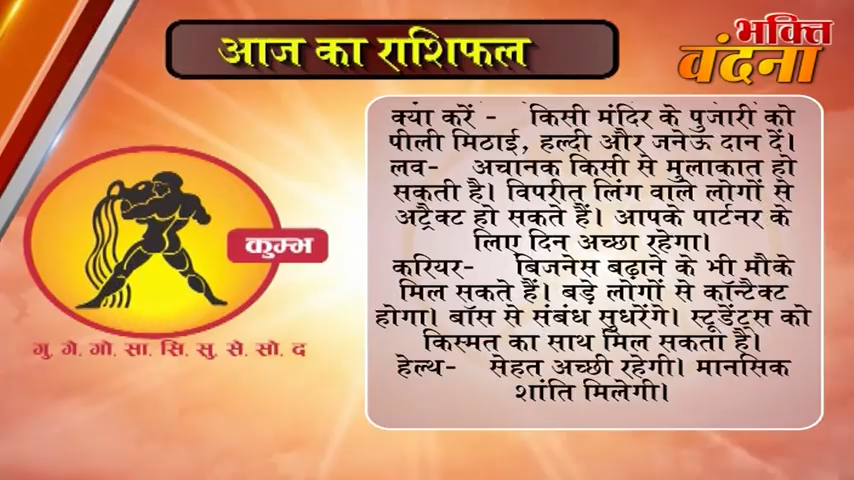 आज का राशिफल
भक्ति
वंदना
क्या करें - किसी मंदिर के पुजारी को
पीली मिठाई, हल्दी और जनेऊ दान दें।
लव- अचानक किसी से मुलाकात हो
सकती है। विपरीत लिंग वाले लोगों से
अट्रैक्ट हो सकते हैं। आपके पार्टनर के
लिए दिन अच्छा रहेगा।
करियर- बिजनेस बढ़ाने के भी मौके
मिल सकते हैं। बड़े लोगों से कॉन्टैक्ट
होगा। बॉस से संबंध सुधरेंगे। स्टूडेंट्स को
किस्मत का साथ मिल सकता है।
हेल्थ- सेहत अच्छी रहेगी। मानसिक
शांति मिलेगी।
कुम्भ
गु. गे. गो. सा. सि. सु. से. सो. द